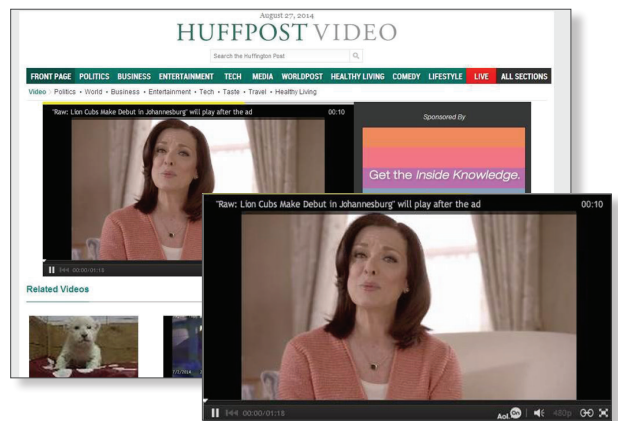 August 27, 2014
HUFFPOST VIDEO
Search the Huffington Post
FRONT PAGE POLITICS BUSINESS ENTERTAINMENT TECH MEDIA WORLDPOST HEALTHY LIVING COMEDY LIFESTYLE LIVE ALL SECTIONS
Video Politics • World • Business • Entertainment • Tech • Taste • Travel • Healthy Living
"Raw: Lion Cubs Make Debut in Johannesburg" will play after the ad 00:10
Sponsored By
Get the Inside Knowledge.
00:00/01:18
Related Videos
"Raw: Lion Cubs Make Debut in Johannesburg" will play after the ad 00:10
00:00/01:18
Aol. On 480p